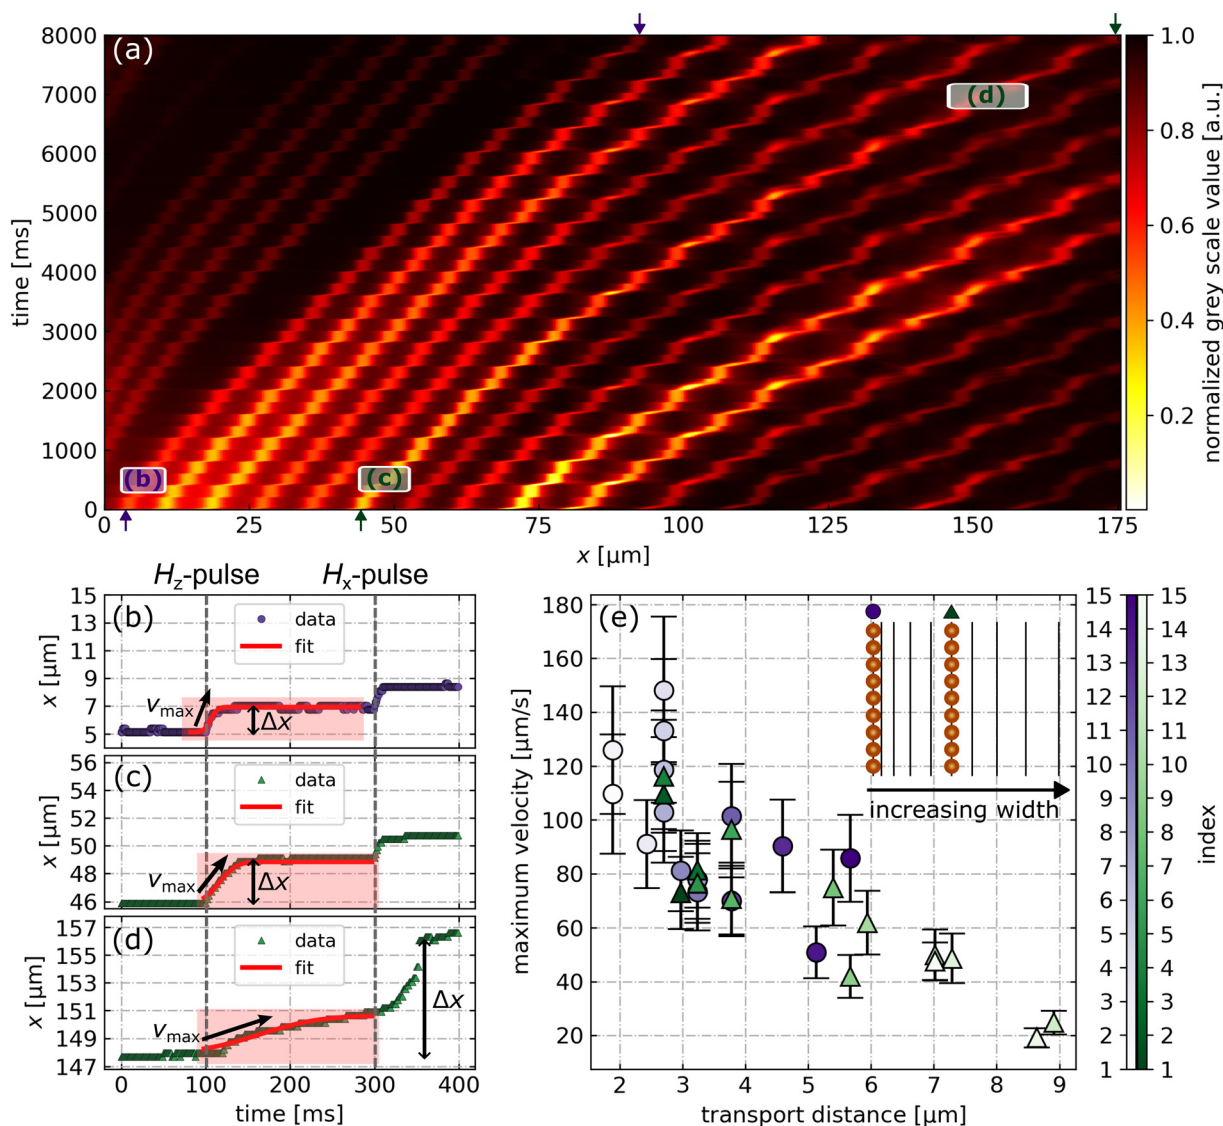 (a)
8000
7000
6000
5000
4000
3000
2000
1000
0
time [ms]
(b)
(c)
(d)
0
25
50
75
100
125
150
175
x [µm]
1.0
0.8
0.6
0.4
0.2
normalized grey scale value [a.u.]
Hz-pulse
Hx-pulse
(b)
15
13
11
9
7
5
x [µm]
data
fit
vmax
Δx
(c)
56
54
52
50
48
46
x [µm]
data
fit
vmax
Δx
(d)
157
155
153
151
149
147
x [µm]
data
fit
vmax
Δx
0
100
200
300
400
time [ms]
(e)
180
160
140
120
100
80
60
40
20
maximum velocity [µm/s]
increasing width
2
3
4
5
6
7
8
9
transport distance [µm]
15
14
13
12
11
10
9
8
7
6
5
4
3
2
1
15
14
13
12
11
10
9
8
7
6
5
4
3
2
1
index